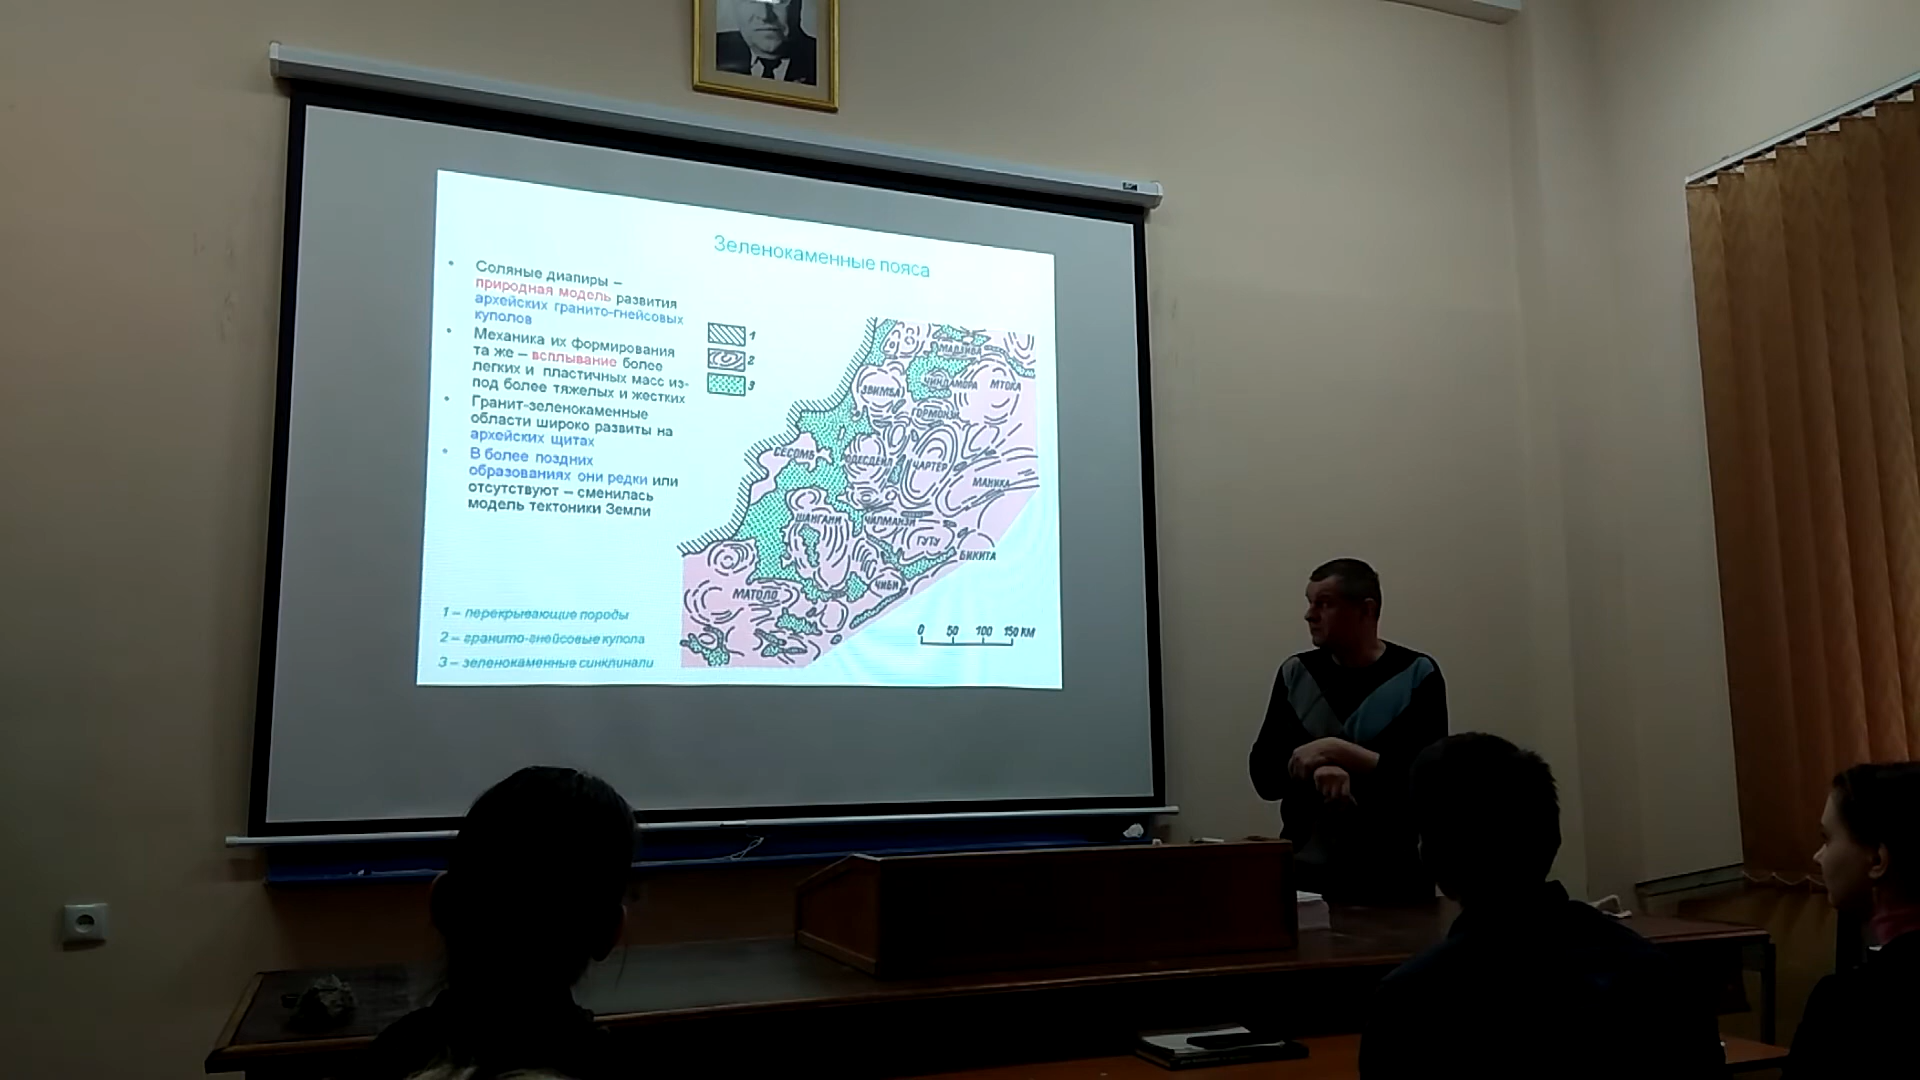 Зеленокаменные пояса
• Соляные диапиры –
природная модель развития
архейских гранито-гнейсовых
куполов
• Механика их формирования
та же – всплывание более
легких и пластичных масс из-
под более тяжелых и жестких
• Гранит-зеленокаменные
области широко развиты на
архейских щитах
• В более поздних
образованиях они редки или
отсутствуют – сменилась
модель тектоники Земли
1 – перекрывающие породы
2 – гранито-гнейсовые купола
3 – зеленокаменные синклинали
1
2
3
МАДЗИВА
ЗВИМБА
ЧИНДАМОРА
МТОКА
ГОРМОНЗИ
СЕСОМБ
РОДЕСДЕЙЛ
ЧАРТЕР
МАНИКА
ШАНГАНИ
ЧИЛМАНЗИ
ГУТУ
БИКИТА
ЧИБИ
МАТОПО
0 50 100 150 КМ